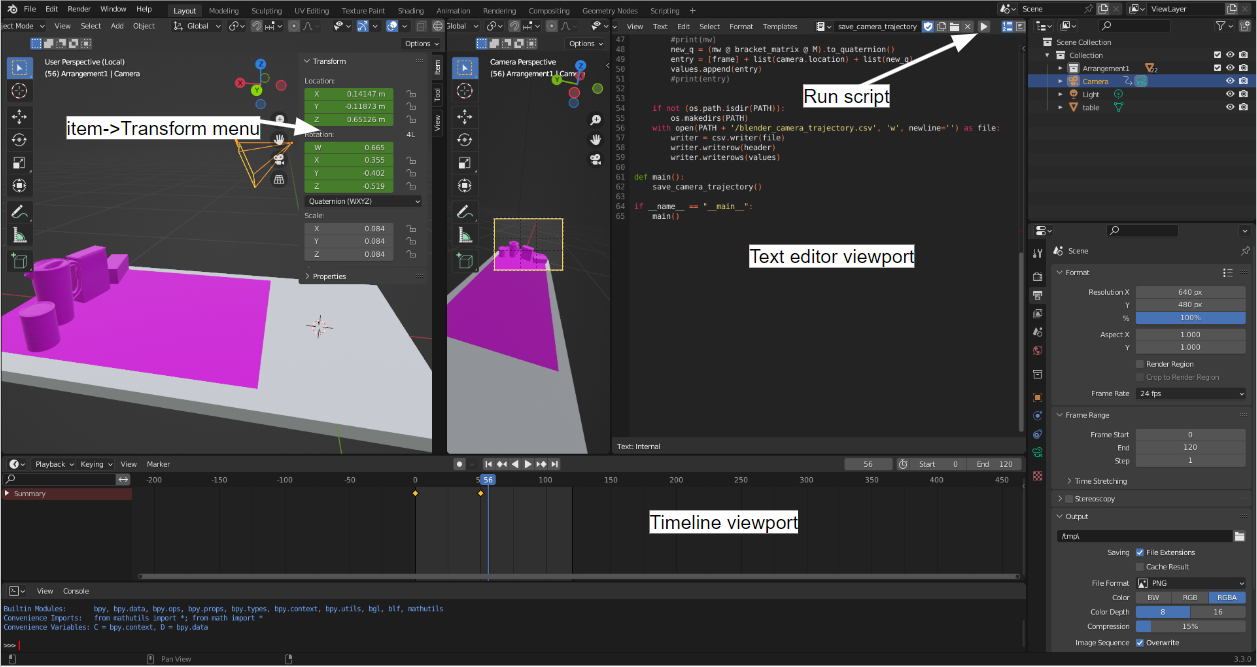 File Edit Render Window Help Layout Modeling Sculpting UV Editing Texture Paint Shading Animation Rendering Compositing Geometry Nodes Scripting + Scene ViewLayer
ect Mode View Select Add Object Global Options
Global Options
View Text Edit Select Format Templates save_camera_trajectory
User Perspective (Local)
(56) Arrangement1 | Camera
Transform
Location:
X 0.14147 m
Y -0.11873 m
Z 0.65126 m
Rotation: 4L
W 0.665
X 0.355
Y -0.402
Z -0.519
Quaternion (WXYZ)
Scale:
X 0.084
Y 0.084
Z 0.084
Properties
Item
Tool
View
item->Transform menu
Camera Perspective
(56) Arrangement1 | Came
47 #print(mw)
48 new_q = (mw @ bracket_matrix @ M).to_quaternion()
49 entry = [frame] + list(camera.location) + list(new_q)
50 values.append(entry)
51 #print(entry)
52
53
54 if not (os.path.isdir(PATH)):
55 os.makedirs(PATH)
56 with open(PATH + '/blender_camera_trajectory.csv', 'w', newline='') as file:
57 writer = csv.writer(file)
58 writer.writerow(header)
59 writer.writerows(values)
60
61 def main():
62 save_camera_trajectory()
63
64 if __name__ == "__main__":
65 main()
Run script
Text editor viewport
Text: Internal
Scene Collection
Collection
Arrangement1
Camera
Light
table
Scene
Format
Resolution X 640 px
Y 480 px
% 100%
Aspect X 1.000
Y 1.000
Render Region
Crop to Render Region
Frame Rate 24 fps
Frame Range
Frame Start 0
End 120
Step 1
Time Stretching
Stereoscopy
Output
/tmp\
Saving File Extensions
Cache Result
File Format PNG
Color BW RGB RGBA
Color Depth 8 16
Compression 15%
Image Sequence Overwrite
Playback Keying View Marker 56 Start 0 End 120
-200 -150 -100 -50 0 56 100 150 200 250 300 350 400 450
Summary
Timeline viewport
View Console
Builtin Modules: bpy, bpy.data, bpy.ops, bpy.props, bpy.types, bpy.context, bpy.utils, bgl, blf, mathutils
Convenience Imports: from mathutils import *; from math import *
Convenience Variables: C = bpy.context, D = bpy.data
>>>
Pan View
3.3.0